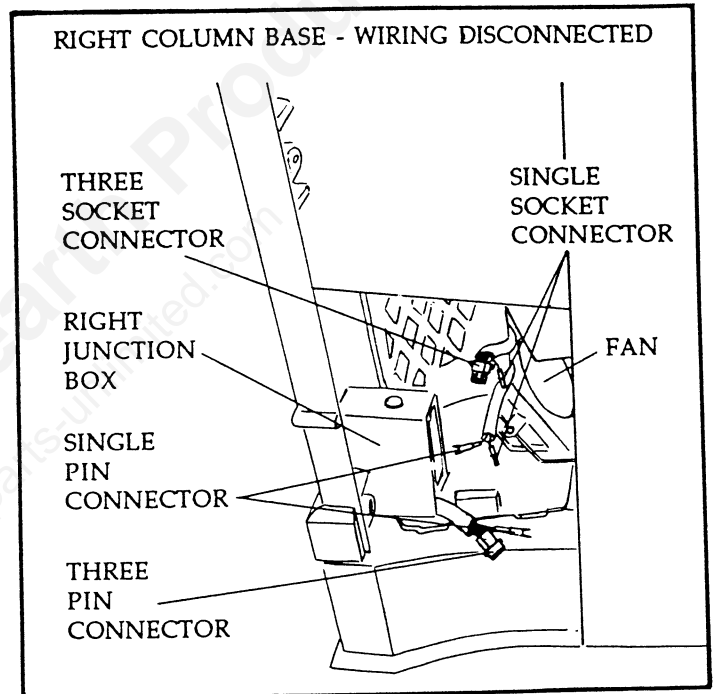 RIGHT COLUMN BASE - WIRING DISCONNECTED
THREE
SOCKET
CONNECTOR
SINGLE
SOCKET
CONNECTOR
RIGHT
JUNCTION
BOX
FAN
SINGLE
PIN
CONNECTOR
THREE
PIN
CONNECTOR